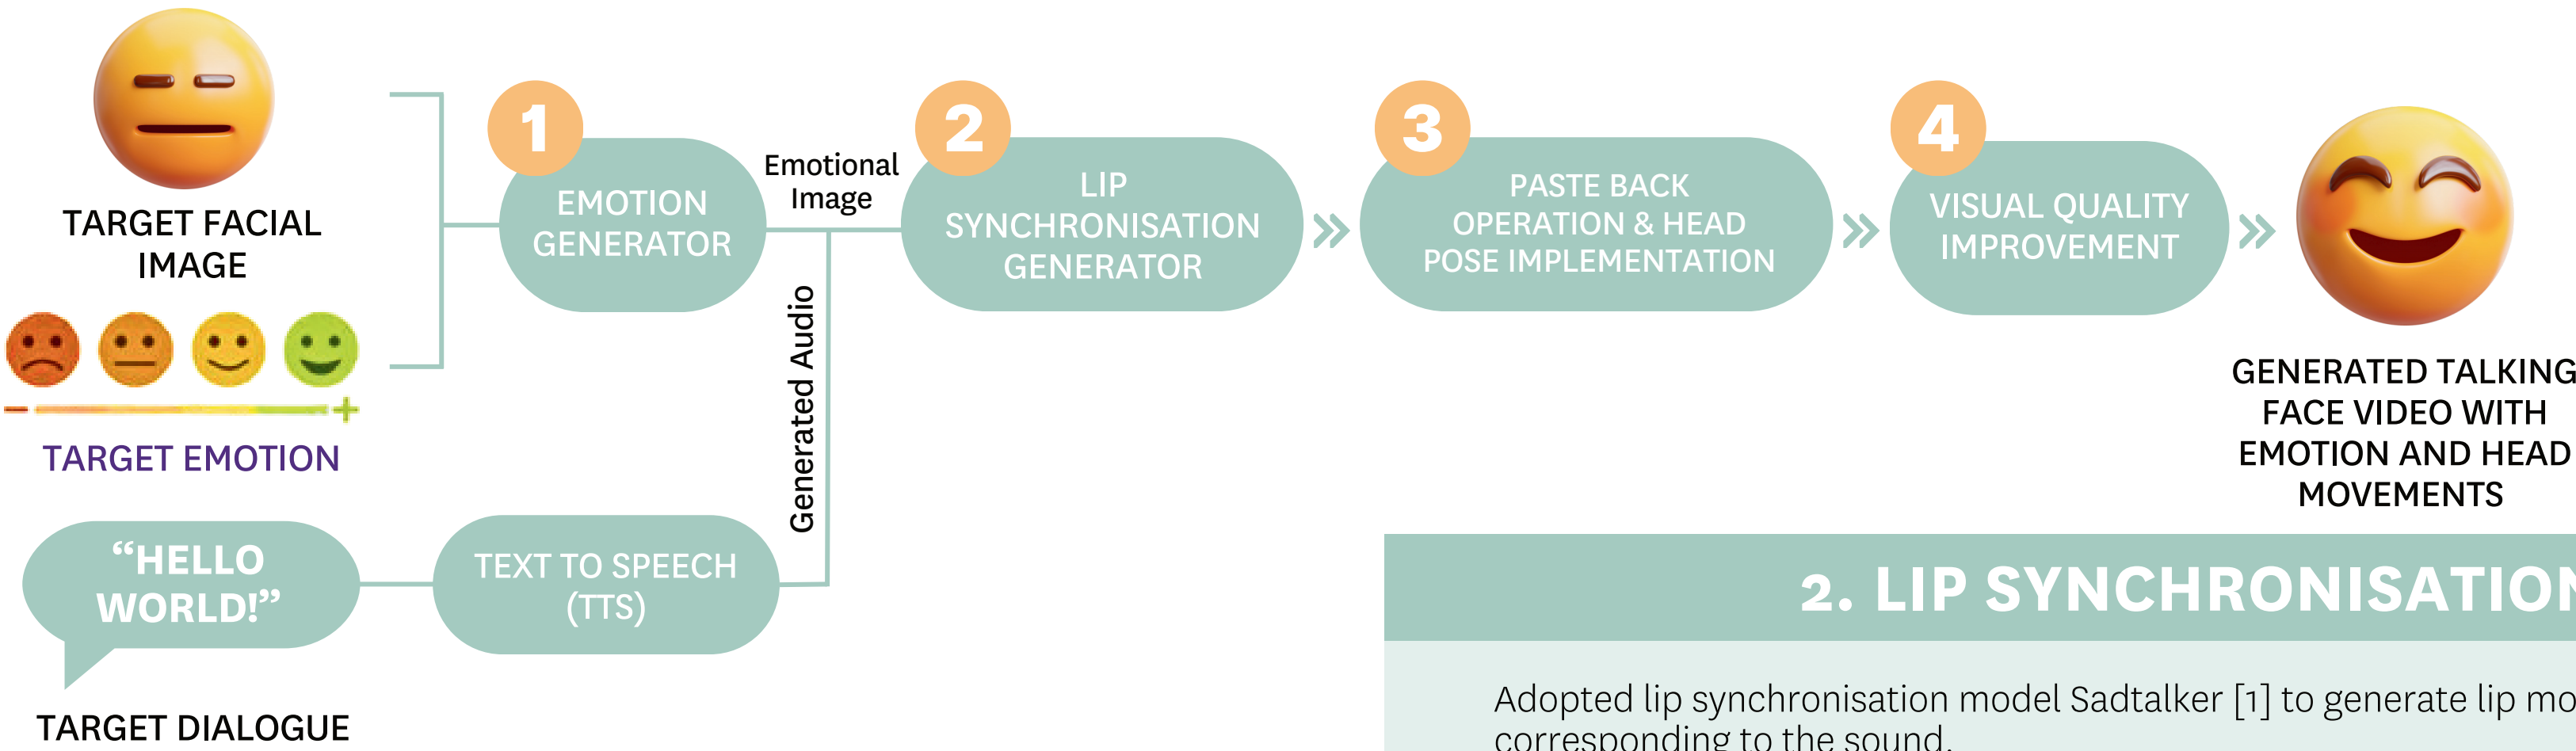 TARGET FACIAL
IMAGE
- +
TARGET EMOTION
“HELLO
WORLD!”
TARGET DIALOGUE
TEXT TO SPEECH
(TTS)
1
EMOTION
GENERATOR
Emotional
Image
Generated Audio
2
LIP
SYNCHRONISATION
GENERATOR
3
PASTE BACK
OPERATION & HEAD
POSE IMPLEMENTATION
4
VISUAL QUALITY
IMPROVEMENT
GENERATED TALKING
FACE VIDEO WITH
EMOTION AND HEAD
MOVEMENTS
2. LIP SYNCHRONISATION
Adopted lip synchronisation model Sadtalker [1] to generate lip mo
corresponding to the sound.